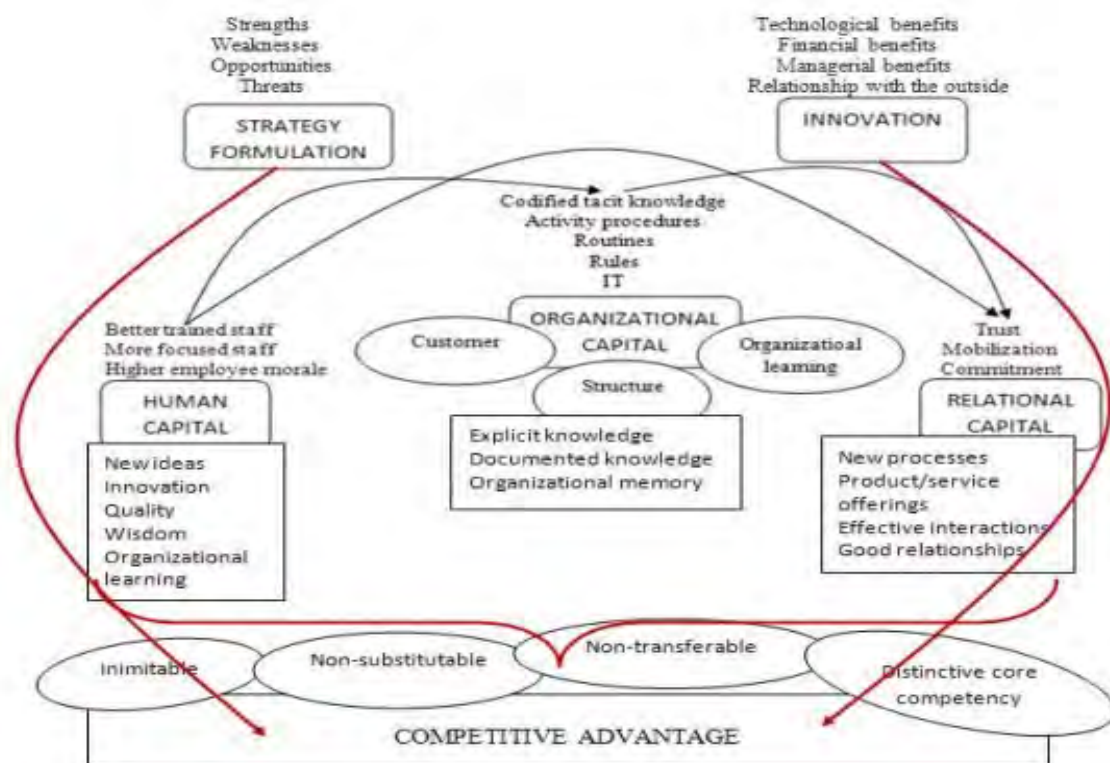 Strengths
Weaknesses
Opportunities
Threats
STRATEGY
FORMULATION
Technological benefits
Financial benefits
Managerial benefits
Relationship with the outside
INNOVATION
Codified tacit knowledge
Activity procedures
Routines
Rules
IT
ORGANIZATIONAL
CAPITAL
Customer
Organizatioal
learning
Structure
Explicit knowledge
Documented knowledge
Organizational memory
Better trained staff
More focused staff
Higher employee morale
HUMAN
CAPITAL
New ideas
Innovation
Quality
Wisdom
Organizational
learning
Trust
Mobilization
Commitment
RELATIONAL
CAPITAL
New processes
Product/service
offerings
Effective interactions
Good relationships
Inimitable
Non-substitutable
Non-transferable
Distinctive core
competency
COMPETITIVE ADVANTAGE